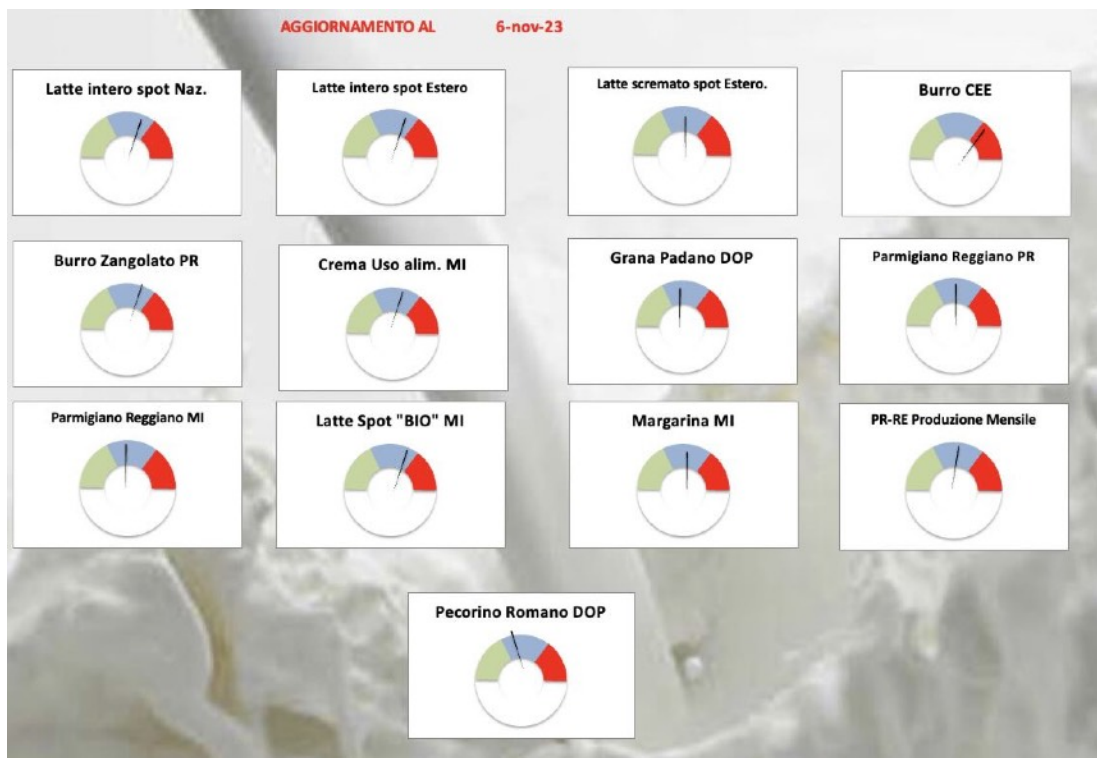 AGGIORNAMENTO AL 6-nov-23
Latte intero spot Naz.
Latte intero spot Estero
Latte scremato spot Estero.
Burro CEE
Burro Zangolato PR
Crema Uso alim. MI
Grana Padano DOP
Parmigiano Reggiano PR
Parmigiano Reggiano MI
Latte Spot "BIO" MI
Margarina MI
PR-RE Produzione Mensile
Pecorino Romano DOP